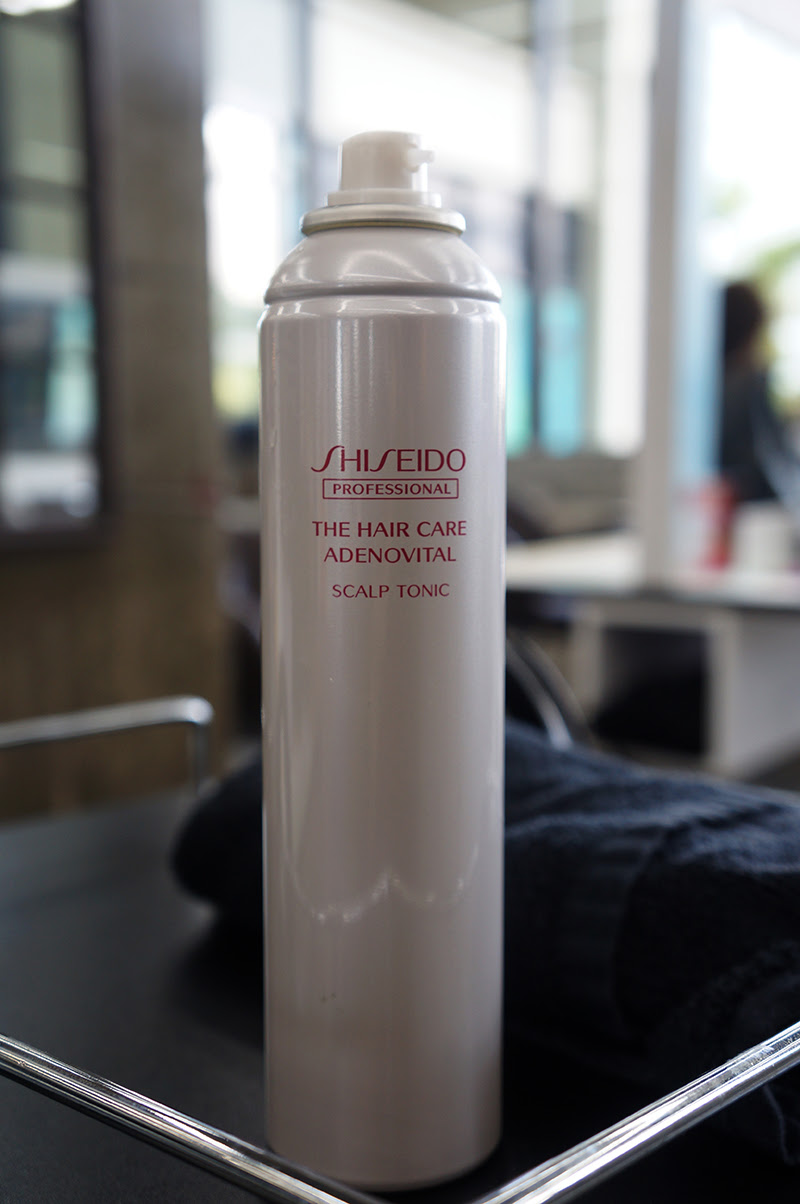 SHISEIDO
PROFESSIONAL
THE HAIR CARE
ADENOVITAL
SCALP TONIC